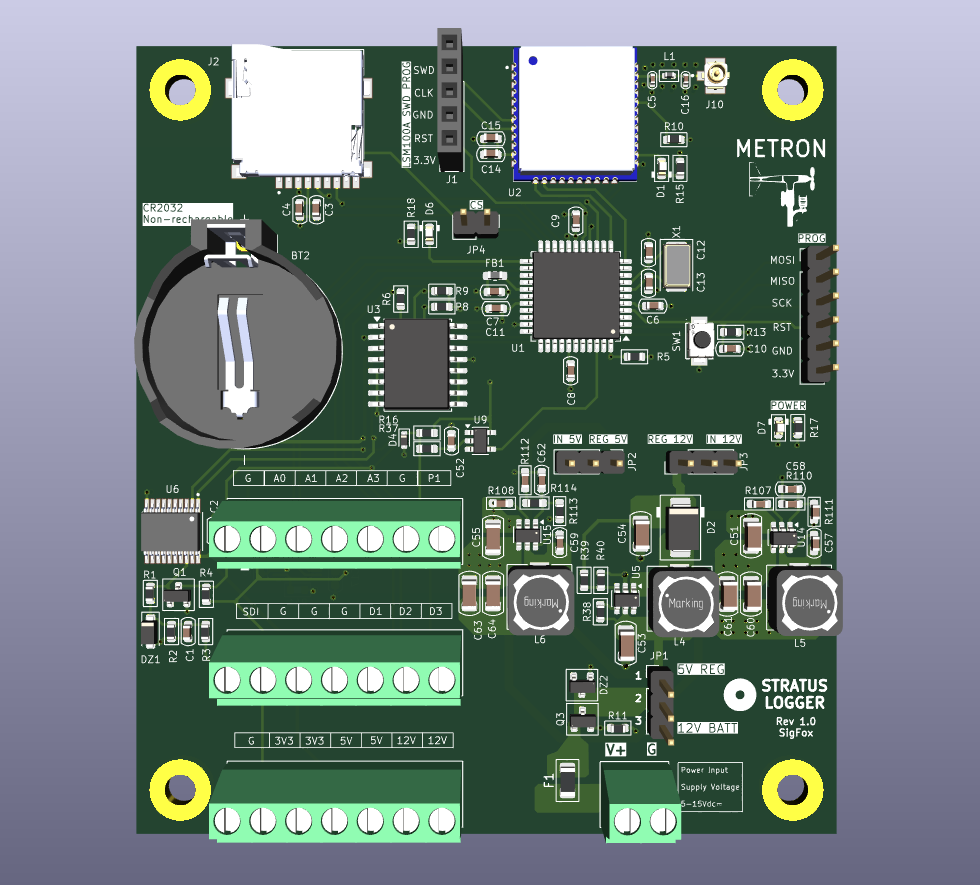 J2
SWD
CLK
GND
RST
3.3V
LSM100A SWD PROG
J1
C15
C14
U2
L1
C5
C16
J10
R10
D1
R15
METRON
C4
C3
CR2032
Non-rechargeable
BT2
R18
D6
CS
JP4
C9
X1
C12
C13
C6
PROG
MOSI
MISO
SCK
RST
GND
3.3V
FB1
R6
R9
R8
U3
C7
C11
U1
SW1
R13
C10
R5
C8
R16
R37
D4
C52
U9
POWER
D7
R17
IN 5V
REG 5V
JP2
REG 12V
IN 12V
JP3
G A0 A1 A2 A3 G P1
U6
C2
R112
C62
R108
R114
R113
C55
U15
C59
C54
D2
C58
R110
R107
R111
C51
U14
C57
R39
R40
U5
R38
R1
Q1
R4
DZ1
R2
C1
R3
SDI G G G D1 D2 D3
C63
C64
Marking
L6
Marking
L4
C61
C60
Marking
L5
C53
JP1
1
2
3
5V REG
12V BATT
DZ2
Q3
R11
STRATUS
LOGGER
Rev 1.0
SigFox
G 3V3 3V3 5V 5V 12V 12V
V+
G
F1
Power Input
Supply Voltage
5-15Vdc